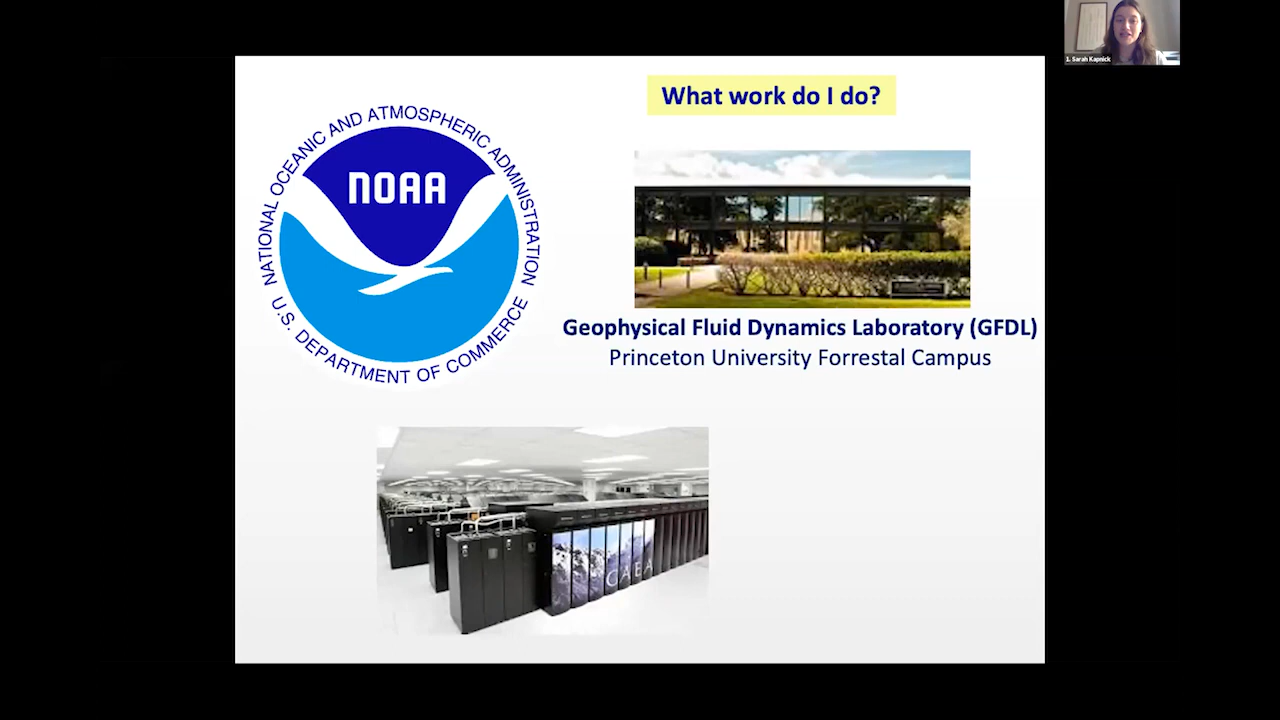 1. Sarah Kapnick
What work do I do?
NATIONAL OCEANIC AND ATMOSPHERIC ADMINISTRATION
NOAA
U.S. DEPARTMENT OF COMMERCE
Geophysical Fluid Dynamics Laboratory (GFDL)
Princeton University Forrestal Campus
GAEA